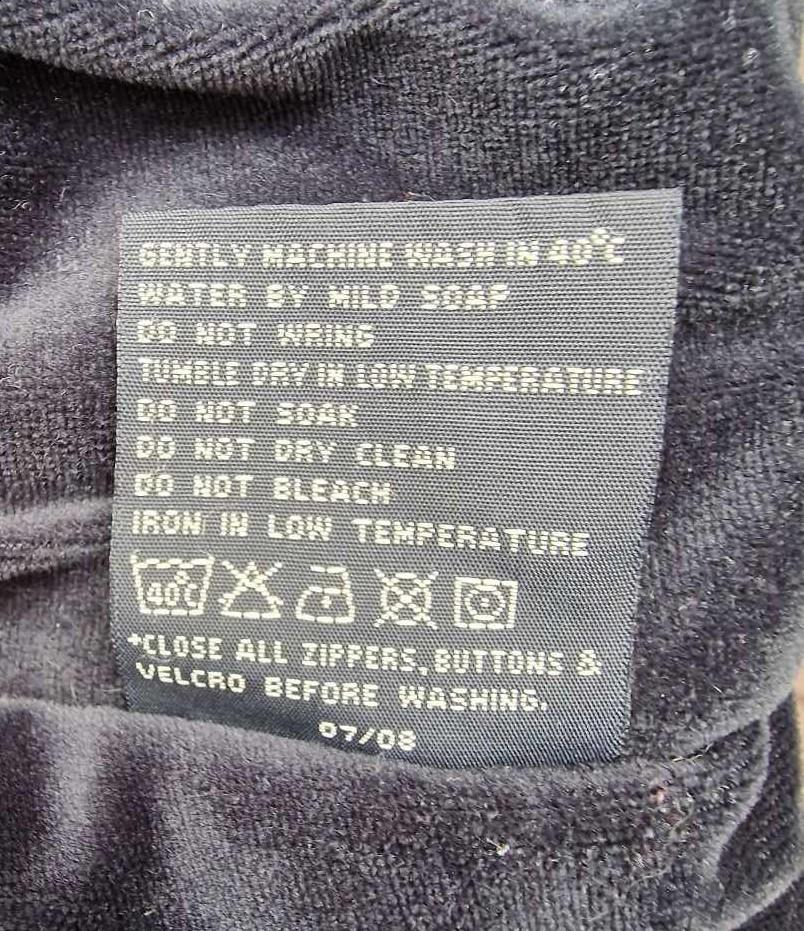 GENTLY MACHINE WASH IN 40°C
WATER BY MILD SOAP
DO NOT WRING
TUMBLE DRY IN LOW TEMPERATURE
DO NOT SOAK
DO NOT DRY CLEAN
DO NOT BLEACH
IRON IN LOW TEMPERATURE
40°C
+CLOSE ALL ZIPPERS, BUTTONS &
VELCRO BEFORE WASHING.
07/08